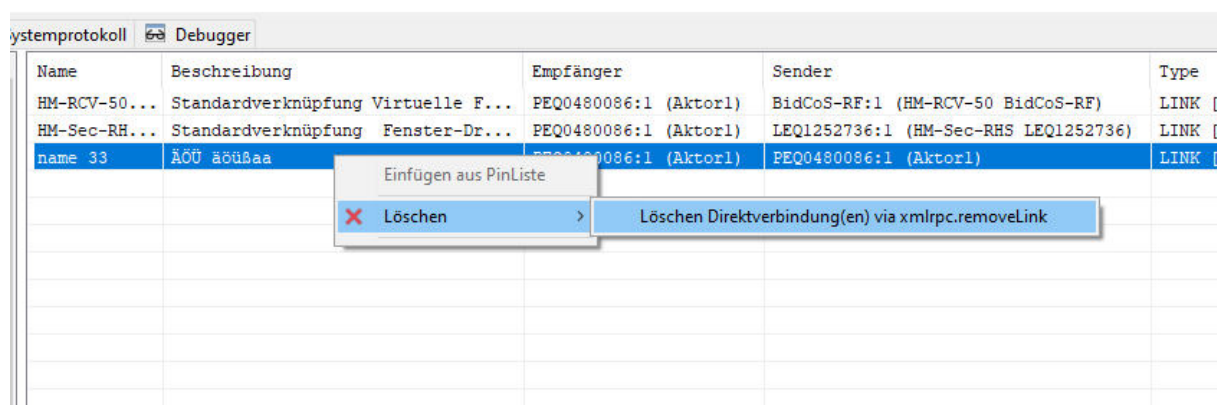 ystemprotokoll Debugger
Name Beschreibung Empfänger Sender Type
HM-RCV-50... Standardverknüpfung Virtuelle F... PEQ0480086:1 (Aktor1) BidCoS-RF:1 (HM-RCV-50 BidCoS-RF) LINK [
HM-Sec-RH... Standardverknüpfung Fenster-Dr... PEQ0480086:1 (Aktor1) LEQ1252736:1 (HM-Sec-RHS LEQ1252736) LINK [
name 33 ÄÖÜ äöüßaa PEQ0480086:1 (Aktor1) PEQ0480086:1 (Aktor1) LINK [
Einfügen aus PinListe
Löschen > Löschen Direktverbindung(en) via xmlrpc.removeLink